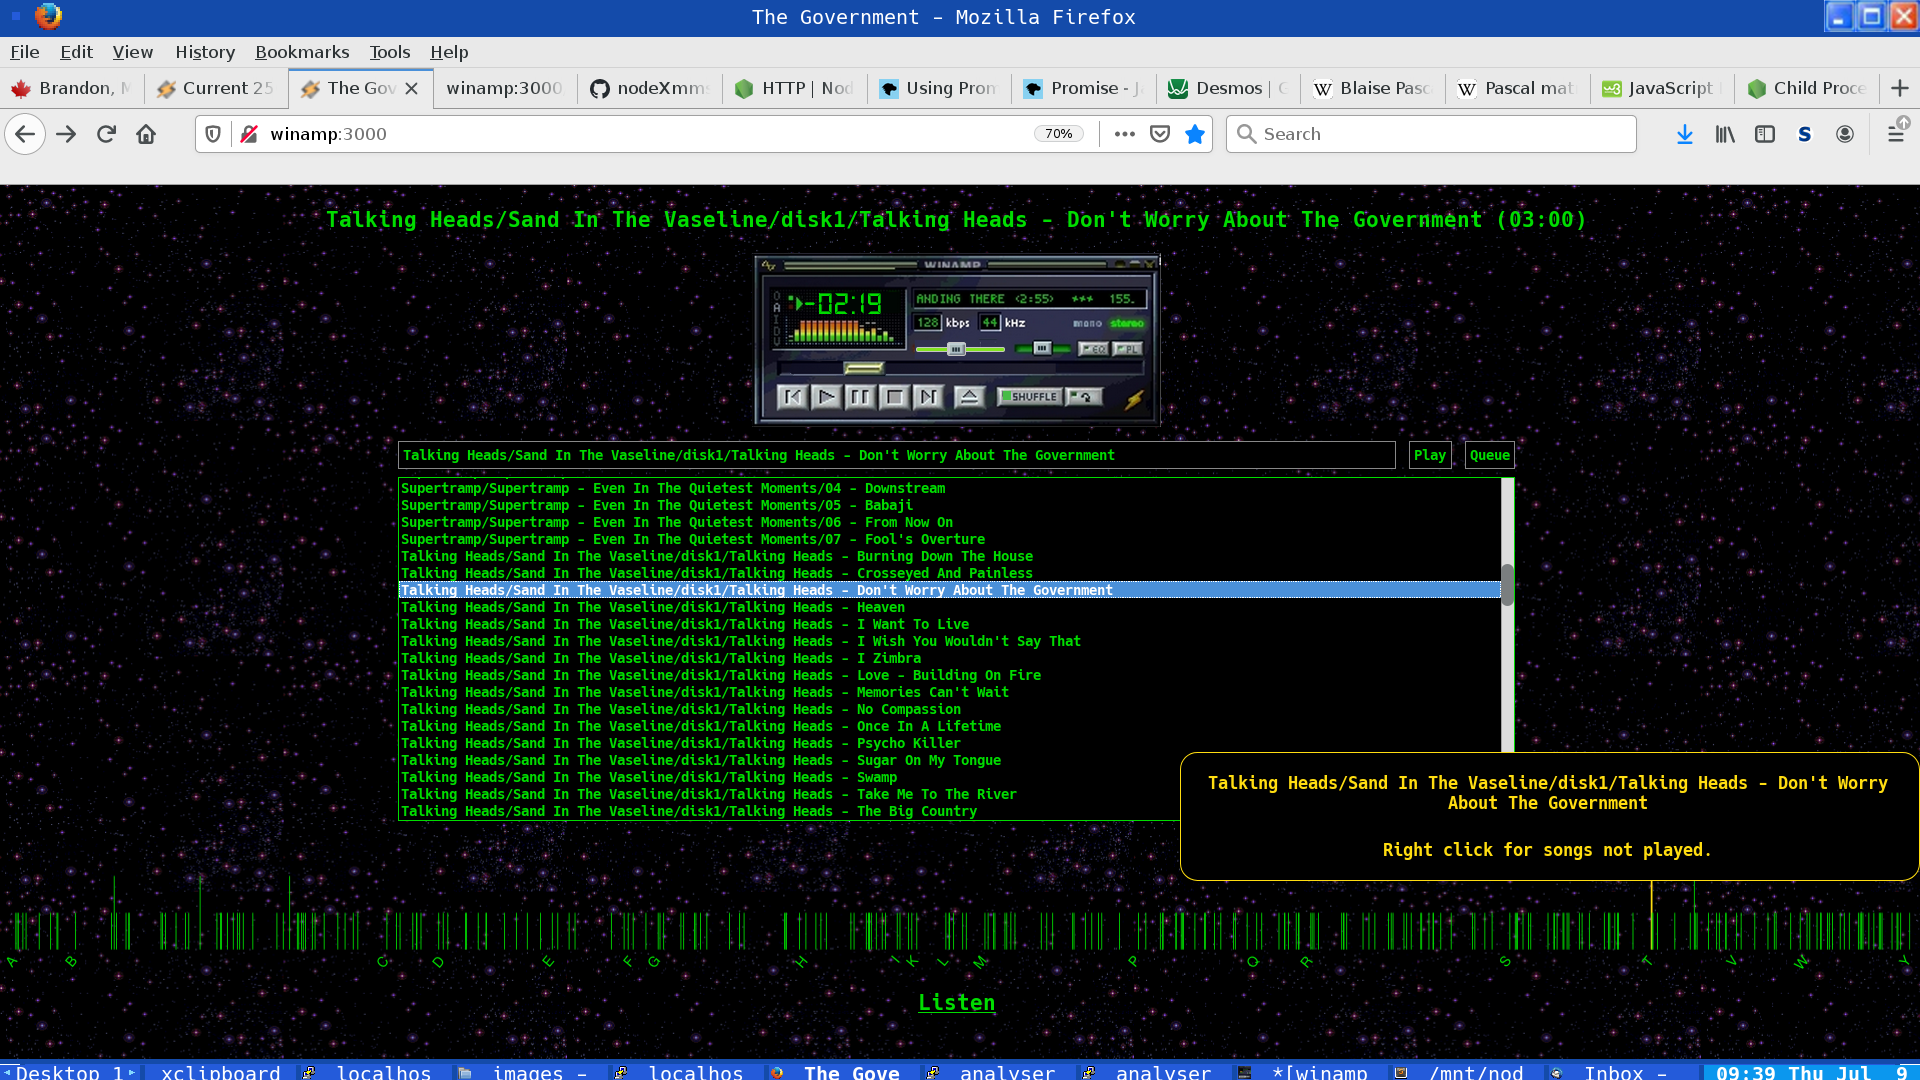 The Government - Mozilla Firefox
File Edit View History Bookmarks Tools Help
Brandon, M Current 25 The Gov winamp:3000 nodeXmms HTTP | Nod Using Prom Promise - Ja Desmos | G Blaise Pasc Pascal mat JavaScript Child Proce
winamp:3000 70% Search
Talking Heads/Sand In The Vaseline/disk1/Talking Heads - Don't Worry About The Government (03:00)
WINAMP
-02:19 ANDING THERE <2:55> *** 155.
128 kbps 44 kHz mono stereo
EQ PL
SHUFFLE
Talking Heads/Sand In The Vaseline/disk1/Talking Heads - Don't Worry About The Government Play Queue
Supertramp/Supertramp - Even In The Quietest Moments/04 - Downstream
Supertramp/Supertramp - Even In The Quietest Moments/05 - Babaji
Supertramp/Supertramp - Even In The Quietest Moments/06 - From Now On
Supertramp/Supertramp - Even In The Quietest Moments/07 - Fool's Overture
Talking Heads/Sand In The Vaseline/disk1/Talking Heads - Burning Down The House
Talking Heads/Sand In The Vaseline/disk1/Talking Heads - Crosseyed And Painless
Talking Heads/Sand In The Vaseline/disk1/Talking Heads - Don't Worry About The Government
Talking Heads/Sand In The Vaseline/disk1/Talking Heads - Heaven
Talking Heads/Sand In The Vaseline/disk1/Talking Heads - I Want To Live
Talking Heads/Sand In The Vaseline/disk1/Talking Heads - I Wish You Wouldn't Say That
Talking Heads/Sand In The Vaseline/disk1/Talking Heads - I Zimbra
Talking Heads/Sand In The Vaseline/disk1/Talking Heads - Love - Building On Fire
Talking Heads/Sand In The Vaseline/disk1/Talking Heads - Memories Can't Wait
Talking Heads/Sand In The Vaseline/disk1/Talking Heads - No Compassion
Talking Heads/Sand In The Vaseline/disk1/Talking Heads - Once In A Lifetime
Talking Heads/Sand In The Vaseline/disk1/Talking Heads - Psycho Killer
Talking Heads/Sand In The Vaseline/disk1/Talking Heads - Sugar On My Tongue
Talking Heads/Sand In The Vaseline/disk1/Talking Heads - Swamp
Talking Heads/Sand In The Vaseline/disk1/Talking Heads - Take Me To The River
Talking Heads/Sand In The Vaseline/disk1/Talking Heads - The Big Country
Talking Heads/Sand In The Vaseline/disk1/Talking Heads - Don't Worry
About The Government
Right click for songs not played.
A B C D E F G H I K L M P Q R S T V W Y
Listen
Desktop 1 xclipboard localhos images - localhos The Gove analyser analyser *[winamp /mnt/nod Inbox - 09:39 Thu Jul 9